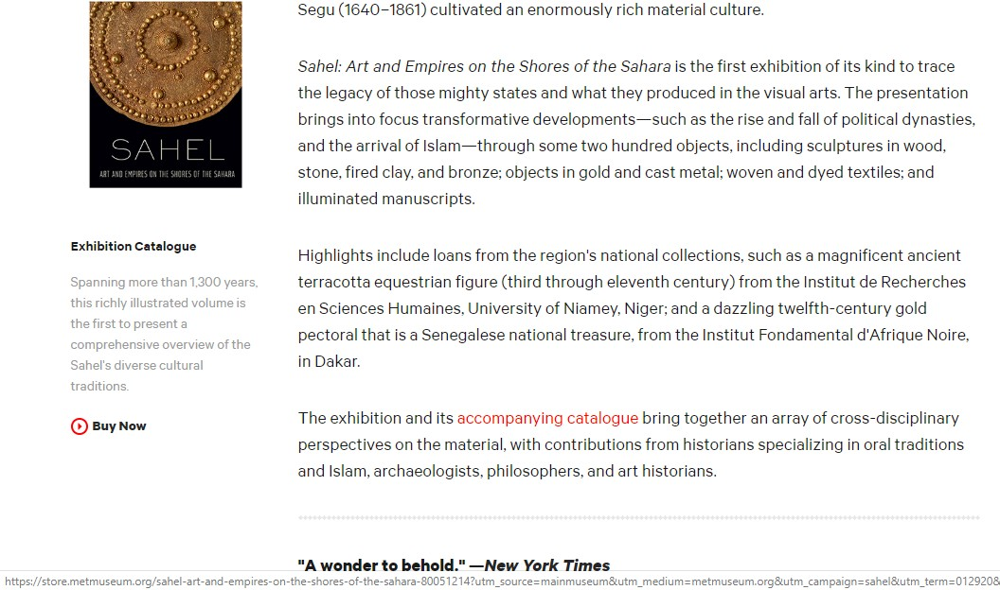 SAHEL
ART AND EMPIRES ON THE SHORES OF THE SAHARA
Exhibition Catalogue
Spanning more than 1,300 years,
this richly illustrated volume is
the first to present a
comprehensive overview of the
Sahel's diverse cultural
traditions.
Buy Now
Segu (1640–1861) cultivated an enormously rich material culture.
Sahel: Art and Empires on the Shores of the Sahara is the first exhibition of its kind to trace
the legacy of those mighty states and what they produced in the visual arts. The presentation
brings into focus transformative developments—such as the rise and fall of political dynasties,
and the arrival of Islam—through some two hundred objects, including sculptures in wood,
stone, fired clay, and bronze; objects in gold and cast metal; woven and dyed textiles; and
illuminated manuscripts.
Highlights include loans from the region's national collections, such as a magnificent ancient
terracotta equestrian figure (third through eleventh century) from the Institut de Recherches
en Sciences Humaines, University of Niamey, Niger; and a dazzling twelfth-century gold
pectoral that is a Senegalese national treasure, from the Institut Fondamental d'Afrique Noire,
in Dakar.
The exhibition and its accompanying catalogue bring together an array of cross-disciplinary
perspectives on the material, with contributions from historians specializing in oral traditions
and Islam, archaeologists, philosophers, and art historians.
"A wonder to behold." —New York Times
https://store.metmuseum.org/sahel-art-and-empires-on-the-shores-of-the-sahara-80051214?utm_source=mainmuseum&utm_medium=metmuseum.org&utm_campaign=sahel&utm_term=012920&